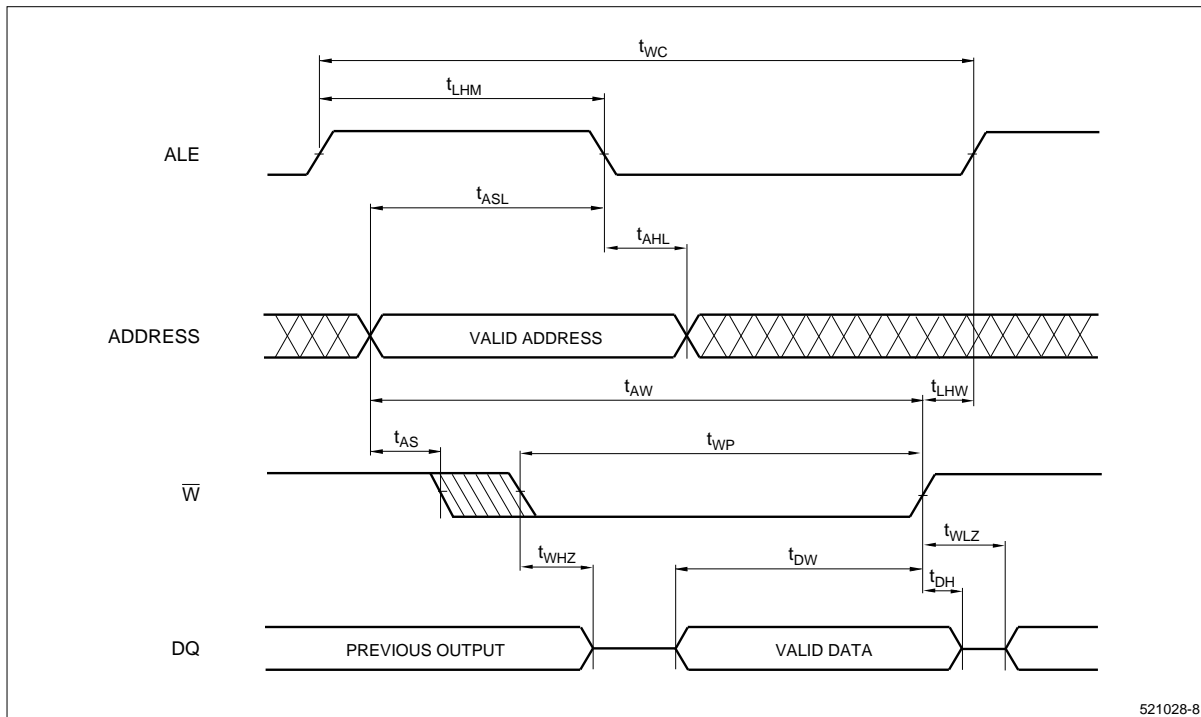 tWC
tLHM
ALE
tASL
tAHL
ADDRESS
VALID ADDRESS
tAW
tLHW
tAS
tWP
W̅
tWLZ
tWHZ
tDW
tDH
DQ
PREVIOUS OUTPUT
VALID DATA
521028-8